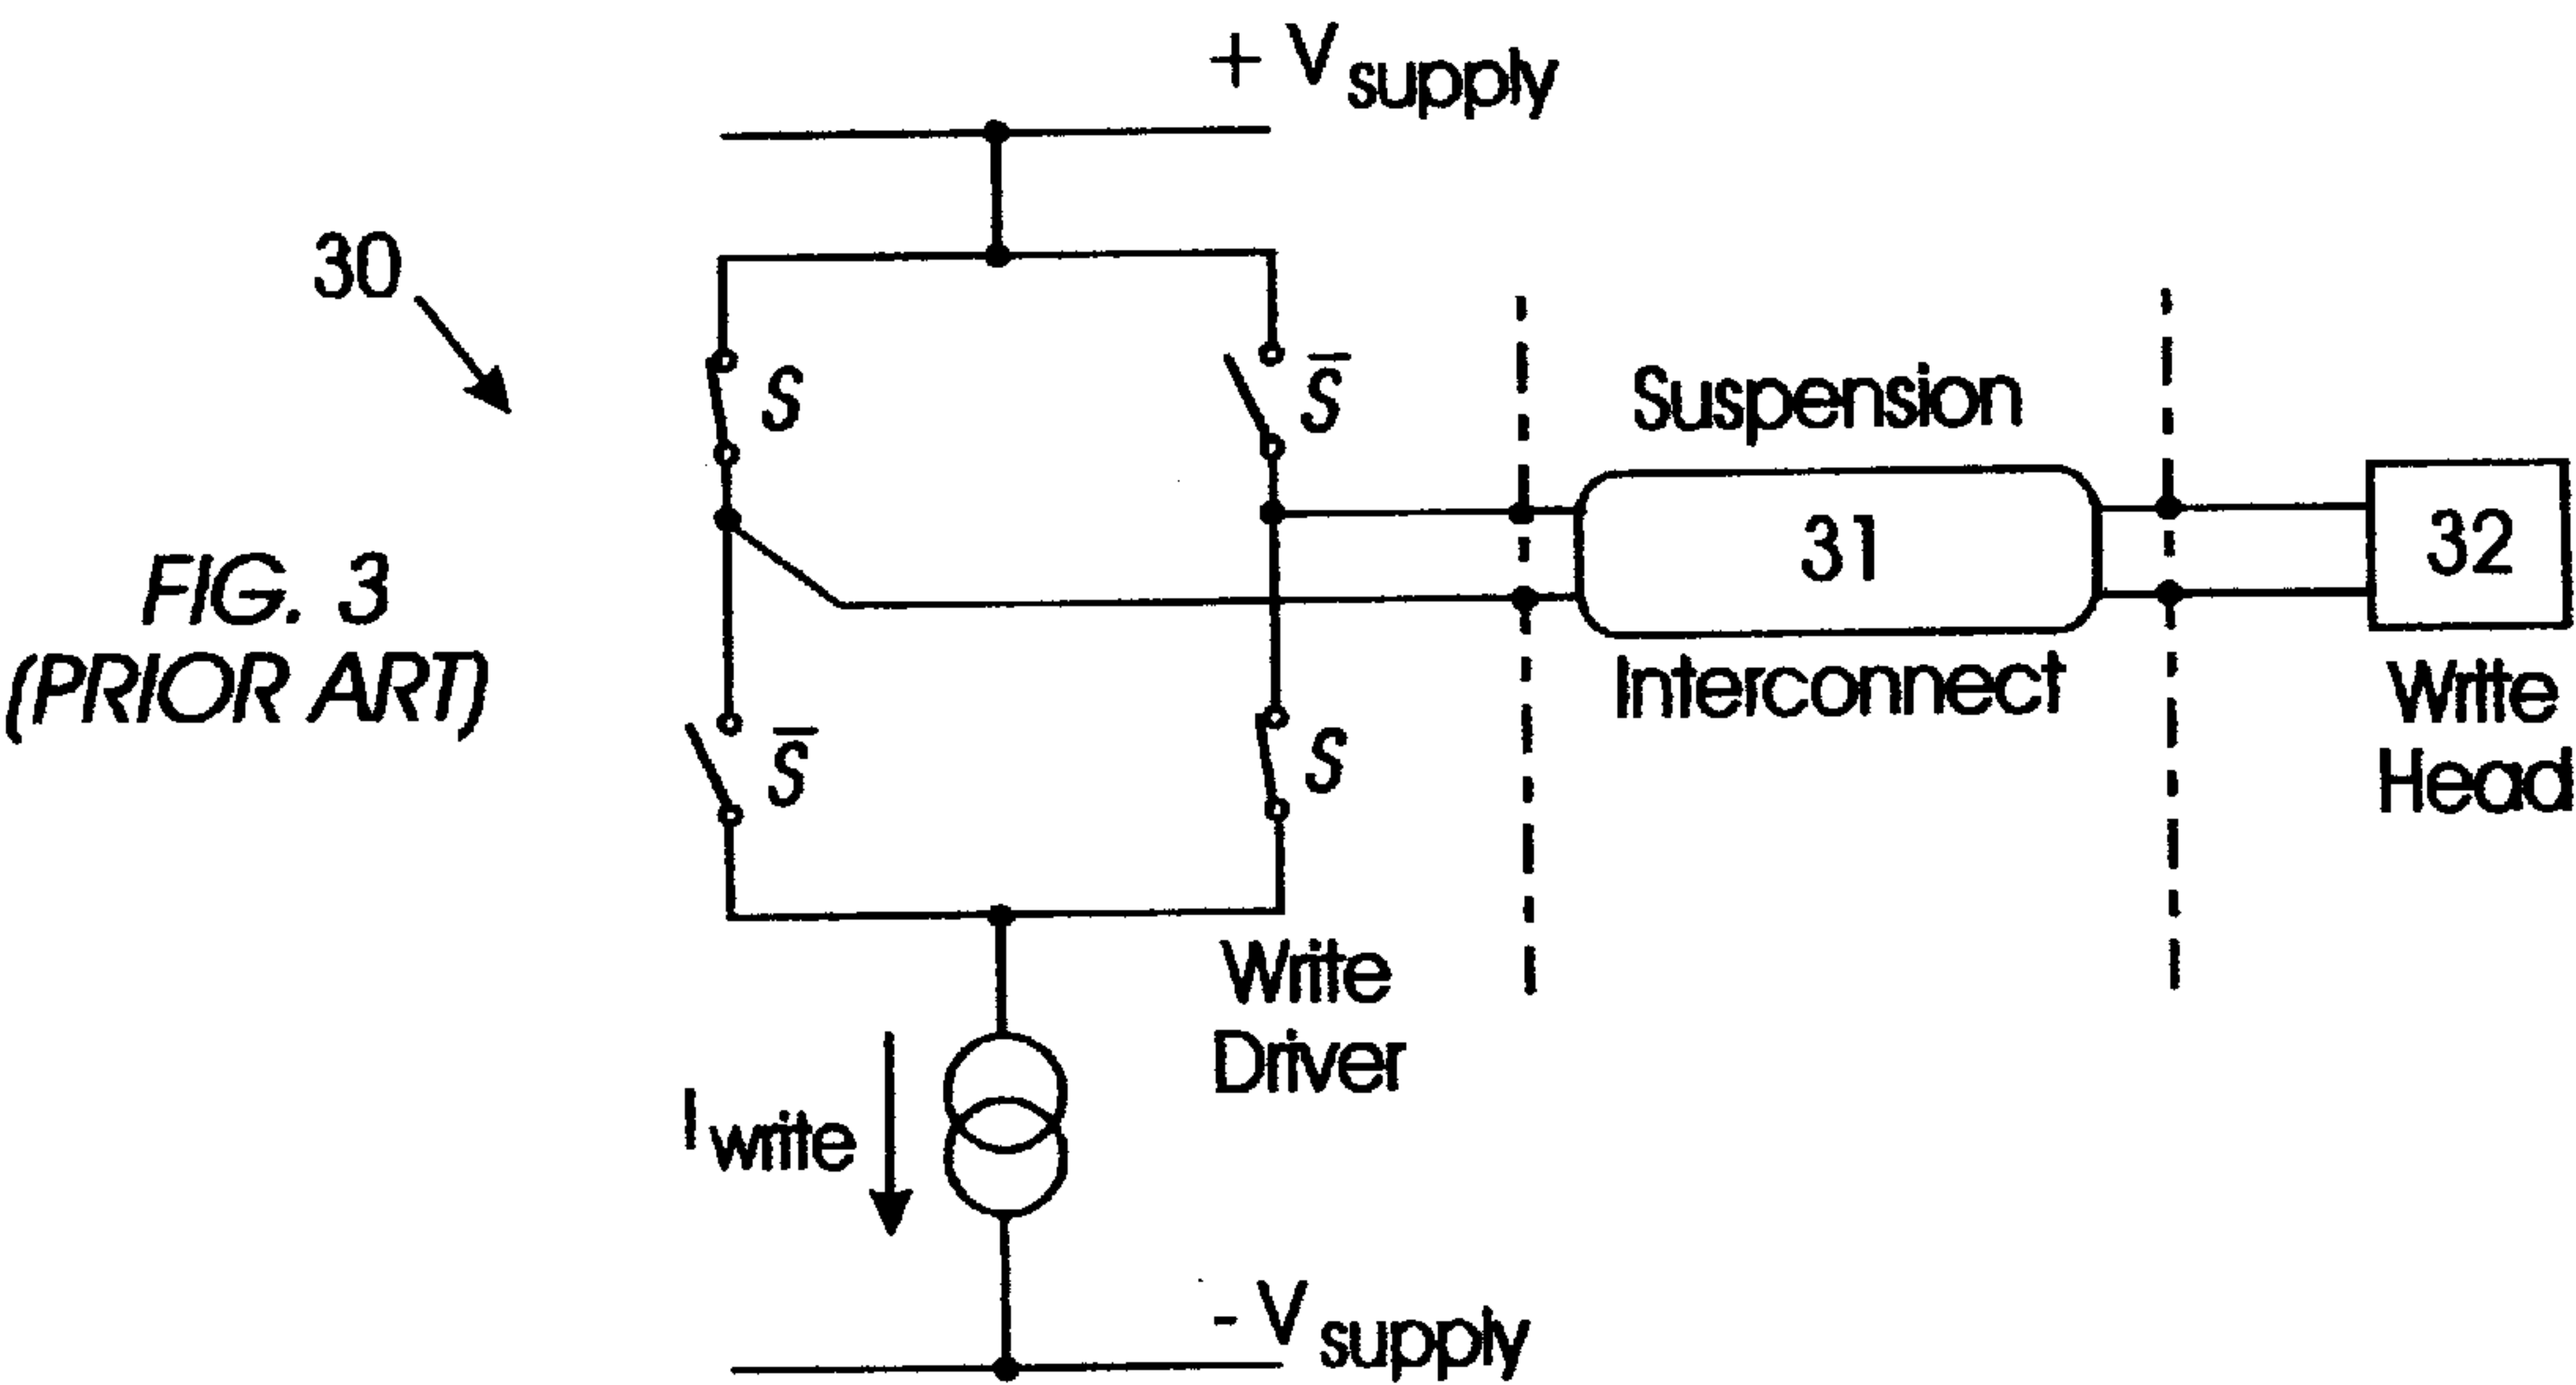 + V supply
30
S
S̅
Suspension
31
32
FIG. 3
(PRIOR ART)
Interconnect
Write
Head
S̅
S
Write
Driver
I write
- V supply